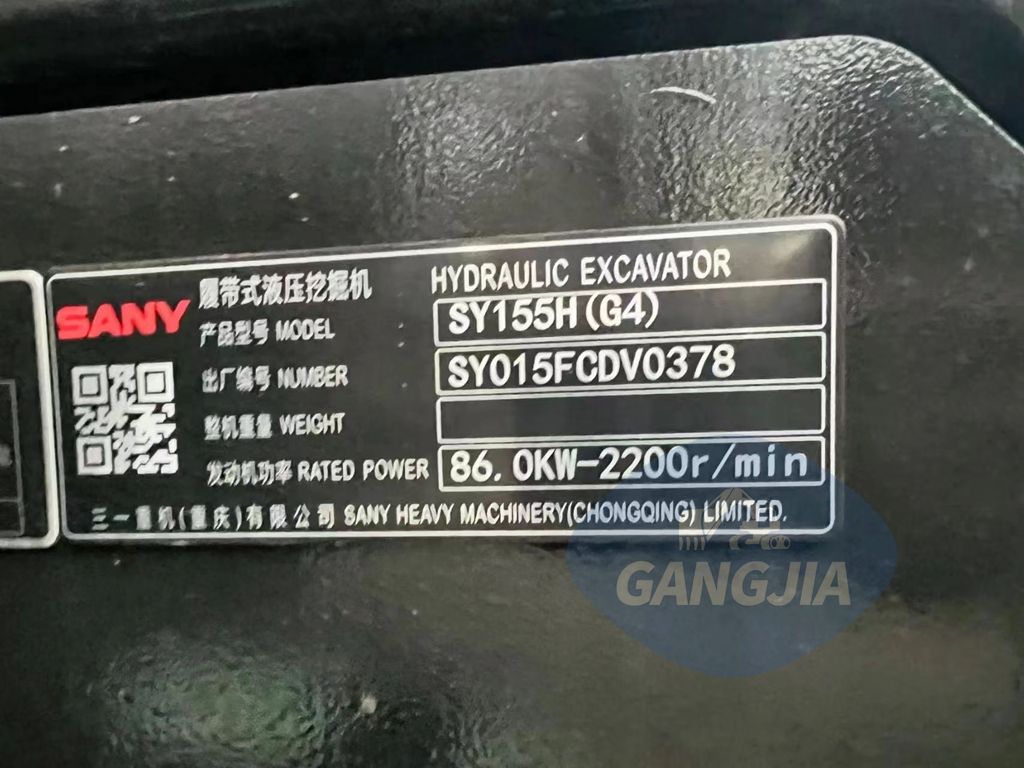 履带式液压挖掘机 HYDRAULIC EXCAVATOR
SANY
产品型号 MODEL SY155H(G4)
出厂编号 NUMBER SY015FCDV0378
整机重量 WEIGHT
发动机功率 RATED POWER 86.0KW-2200r/min
三一重机(重庆)有限公司 SANY HEAVY MACHINERY(CHONGQING) LIMITED.
GANGJIA